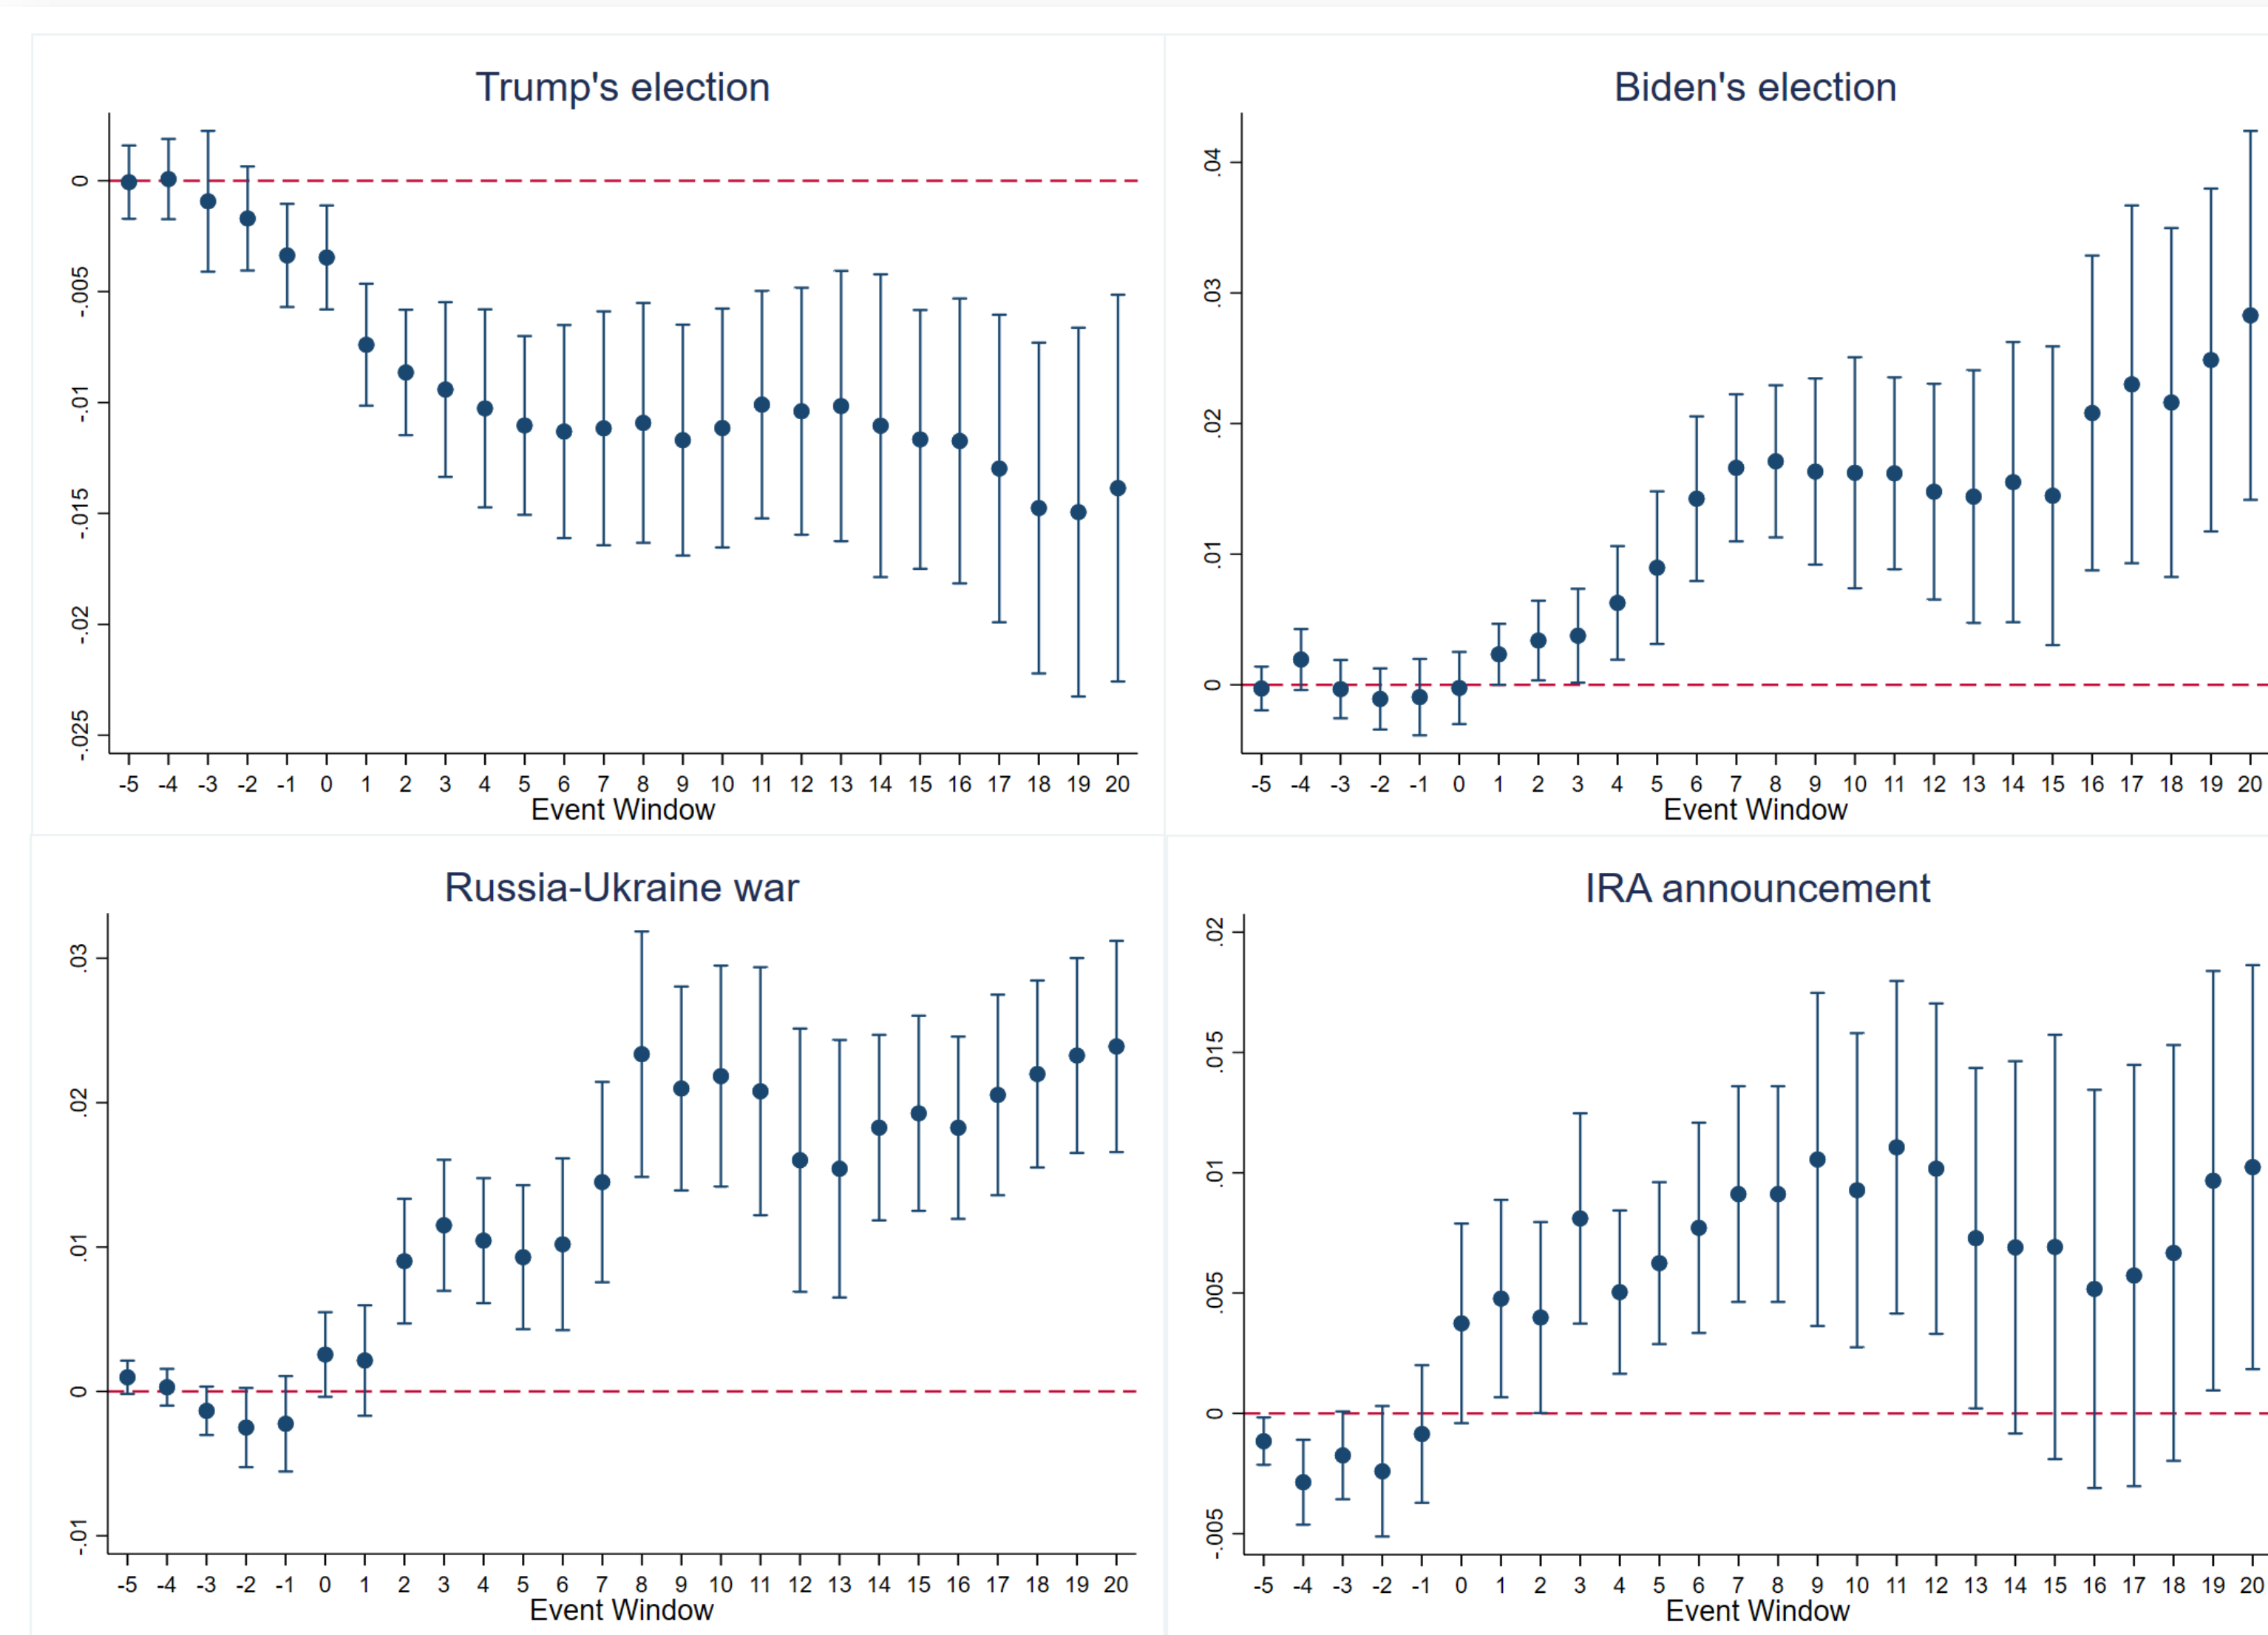 Trump's election
0
-.005
-.01
-.015
-.02
-.025
-5 -4 -3 -2 -1 0 1 2 3 4 5 6 7 8 9 10 11 12 13 14 15 16 17 18 19 20
Event Window
Biden's election
.04
.03
.02
.01
0
-5 -4 -3 -2 -1 0 1 2 3 4 5 6 7 8 9 10 11 12 13 14 15 16 17 18 19 20
Event Window
Russia-Ukraine war
.03
.02
.01
0
-.01
-5 -4 -3 -2 -1 0 1 2 3 4 5 6 7 8 9 10 11 12 13 14 15 16 17 18 19 20
Event Window
IRA announcement
.02
.015
.01
.005
0
-.005
-5 -4 -3 -2 -1 0 1 2 3 4 5 6 7 8 9 10 11 12 13 14 15 16 17 18 19 20
Event Window